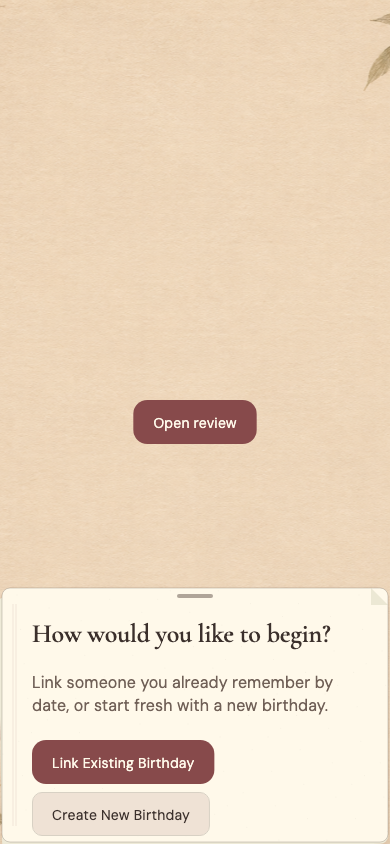 Open review
How would you like to begin?
Link someone you already remember by
date, or start fresh with a new birthday.
Link Existing Birthday
Create New Birthday